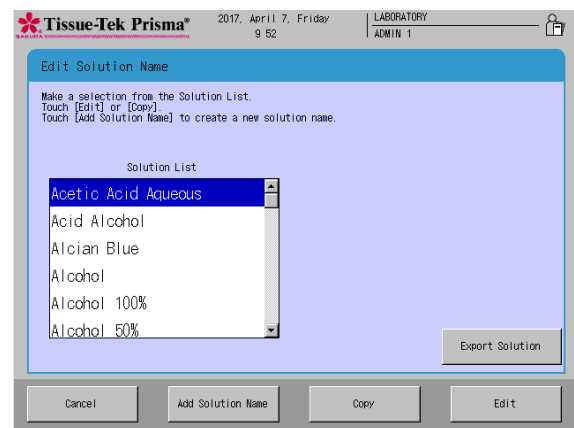 Tissue-Tek Prisma®
SAKURA
2017, April 7, Friday
9 52
LABORATORY
ADMIN 1
Edit Solution Name
Make a selection from the Solution List.
Touch [Edit] or [Copy].
Touch [Add Solution Name] to create a new solution name.
Solution List
Acetic Acid Aqueous
Acid Alcohol
Alcian Blue
Alcohol
Alcohol 100%
Alcohol 50%
Export Solution
Cancel
Add Solution Name
Copy
Edit